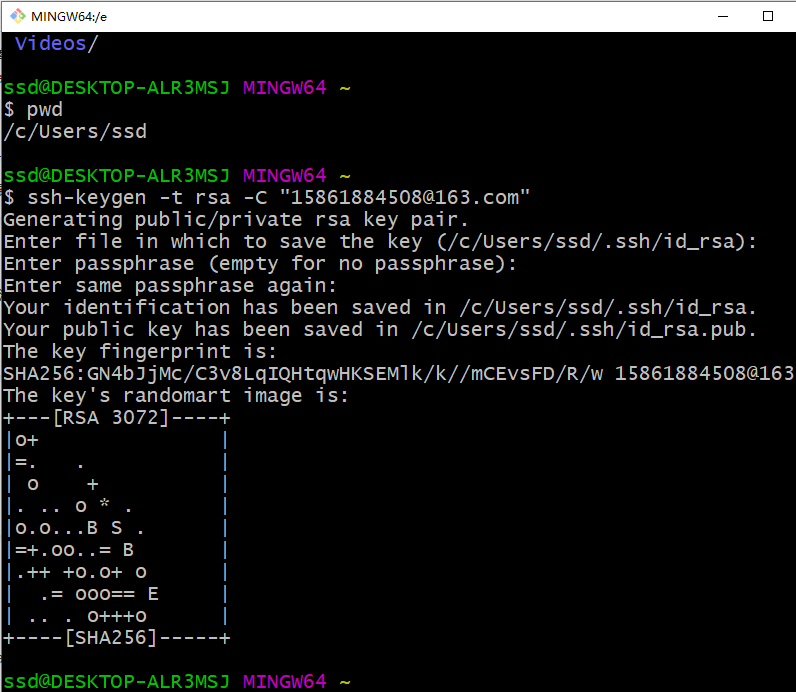 MINGW64:/e
Videos/
ssd@DESKTOP-ALR3MSJ MINGW64 ~
$ pwd
/c/Users/ssd
ssd@DESKTOP-ALR3MSJ MINGW64 ~
$ ssh-keygen -t rsa -C "15861884508@163.com"
Generating public/private rsa key pair.
Enter file in which to save the key (/c/Users/ssd/.ssh/id_rsa):
Enter passphrase (empty for no passphrase):
Enter same passphrase again:
Your identification has been saved in /c/Users/ssd/.ssh/id_rsa.
Your public key has been saved in /c/Users/ssd/.ssh/id_rsa.pub.
The key fingerprint is:
SHA256:GN4bJjMc/C3v8LqIQHtqwHKSEMlk/k//mCEvsFD/R/w 15861884508@163
The key's randomart image is:
+---[RSA 3072]----+
|o+               |
|=.   .           |
| o    +          |
|. .. o * .       |
|o.o...B S .      |
|=+.oo..= B       |
|.++ +o.o+ o      |
|  .= ooo== E     |
| .. . o+++o      |
+----[SHA256]-----+
ssd@DESKTOP-ALR3MSJ MINGW64 ~